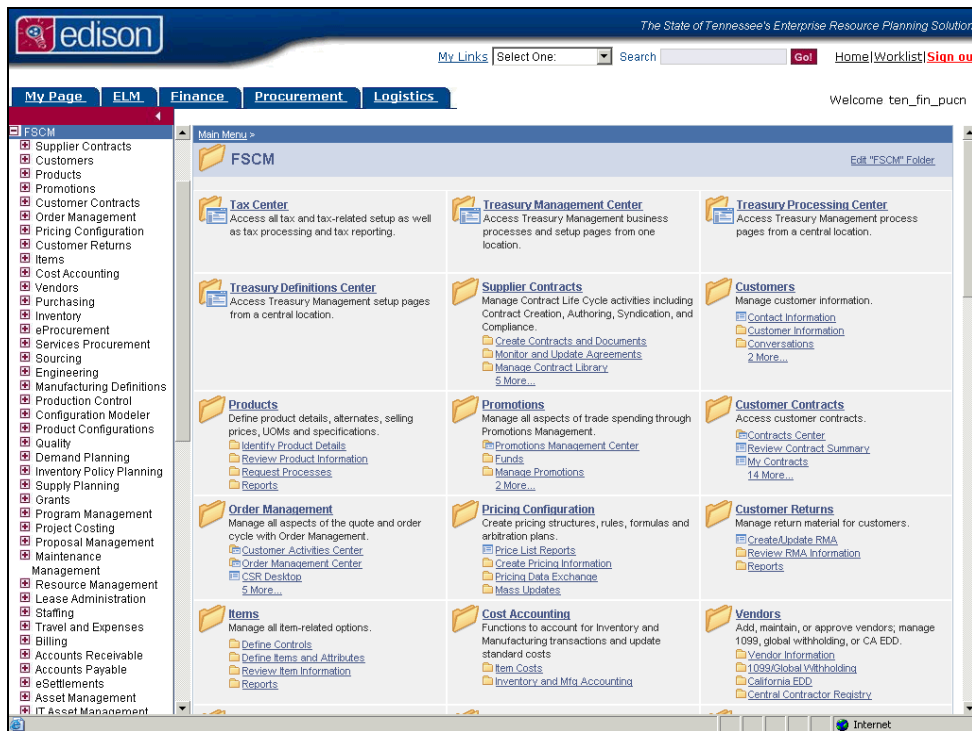 edison
The State of Tennessee's Enterprise Resource Planning Solution
My Links Select One: Search Go! Home|Worklist|Sign ou
My Page ELM Finance Procurement Logistics
Welcome ten_fin_pucn
FSCM
Supplier Contracts
Customers
Products
Promotions
Customer Contracts
Order Management
Pricing Configuration
Customer Returns
Items
Cost Accounting
Vendors
Purchasing
Inventory
eProcurement
Services Procurement
Sourcing
Engineering
Manufacturing Definitions
Production Control
Configuration Modeler
Product Configurations
Quality
Demand Planning
Inventory Policy Planning
Supply Planning
Grants
Program Management
Project Costing
Proposal Management
Maintenance
Management
Resource Management
Lease Administration
Staffing
Travel and Expenses
Billing
Accounts Receivable
Accounts Payable
eSettlements
Asset Management
IT Asset Management
Main Menu >
FSCM
Edit "FSCM" Folder
Tax Center
Access all tax and tax-related setup as well
as tax processing and tax reporting.
Treasury Management Center
Access Treasury Management business
processes and setup pages from one
location.
Treasury Processing Center
Access Treasury Management process
pages from a central location.
Treasury Definitions Center
Access Treasury Management setup pages
from a central location.
Supplier Contracts
Manage Contract Life Cycle activities including
Contract Creation, Authoring, Syndication, and
Compliance.
Create Contracts and Documents
Monitor and Update Agreements
Manage Contract Library
5 More...
Customers
Manage customer information.
Contact Information
Customer Information
Conversations
2 More...
Products
Define product details, alternates, selling
prices, UOMs and specifications.
Identify Product Details
Review Product Information
Request Processes
Reports
Promotions
Manage all aspects of trade spending through
Promotions Management.
Promotions Management Center
Funds
Manage Promotions
2 More...
Customer Contracts
Access customer contracts.
Contracts Center
Review Contract Summary
My Contracts
14 More...
Order Management
Manage all aspects of the quote and order
cycle with Order Management.
Customer Activities Center
Order Management Center
CSR Desktop
5 More...
Pricing Configuration
Create pricing structures, rules, formulas and
arbitration plans.
Price List Reports
Create Pricing Information
Pricing Data Exchange
Mass Updates
Customer Returns
Manage return material for customers.
Create/Update RMA
Review RMA Information
Reports
Items
Manage all item-related options.
Define Controls
Define Items and Attributes
Review Item Information
Reports
Cost Accounting
Functions to account for Inventory and
Manufacturing transactions and update
standard costs
Item Costs
Inventory and Mfg Accounting
Vendors
Add, maintain, or approve vendors; manage
1099, global withholding, or CA EDD.
Vendor Information
1099/Global Withholding
California EDD
Central Contractor Registry
Internet